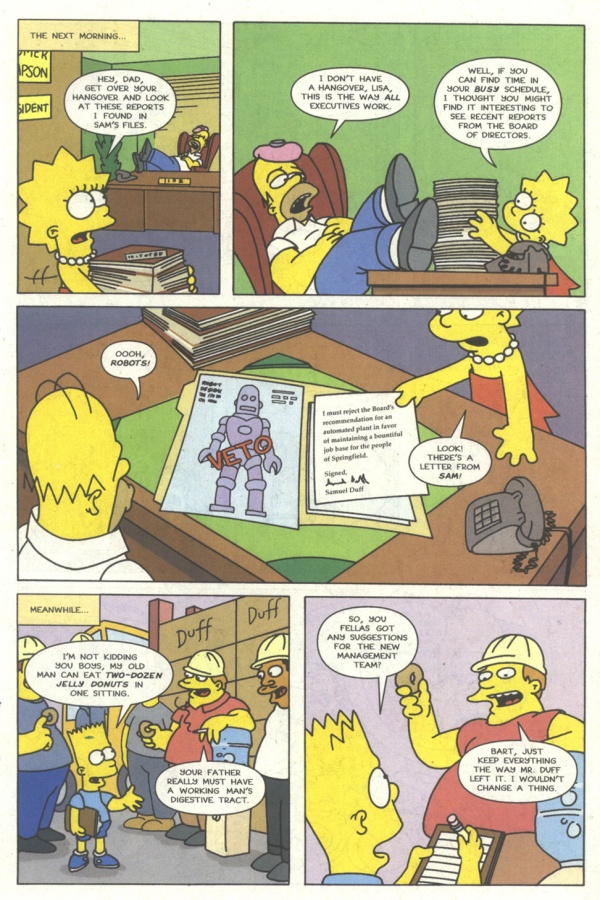 THE NEXT MORNING...
PSON
IDENT
HEY, DAD,
GET OVER YOUR
HANGOVER AND LOOK
AT THESE REPORTS
I FOUND IN
SAM'S FILES.
I DON'T HAVE
A HANGOVER, LISA,
THIS IS THE WAY ALL
EXECUTIVES WORK.
WELL, IF YOU
CAN FIND TIME IN
YOUR BUSY SCHEDULE,
I THOUGHT YOU MIGHT
FIND IT INTERESTING TO
SEE RECENT REPORTS
FROM THE BOARD
OF DIRECTORS.
OOOH,
ROBOTS!
VETO
I must reject the Board's
recommendation for an
automated plant in favor
of maintaining a bountiful
job base for the people
of Springfield.
Signed,
Samuel Duff
LOOK!
THERE'S A
LETTER FROM
SAM!
MEANWHILE...
Duff
Duff
I'M NOT KIDDING
YOU BOYS, MY OLD
MAN CAN EAT TWO-DOZEN
JELLY DONUTS IN
ONE SITTING.
YOUR FATHER
REALLY MUST HAVE
A WORKING MAN'S
DIGESTIVE TRACT.
SO, YOU
FELLAS GOT
ANY SUGGESTIONS
FOR THE NEW
MANAGEMENT
TEAM?
BART, JUST
KEEP EVERYTHING
THE WAY MR. DUFF
LEFT IT. I WOULDN'T
CHANGE A THING.